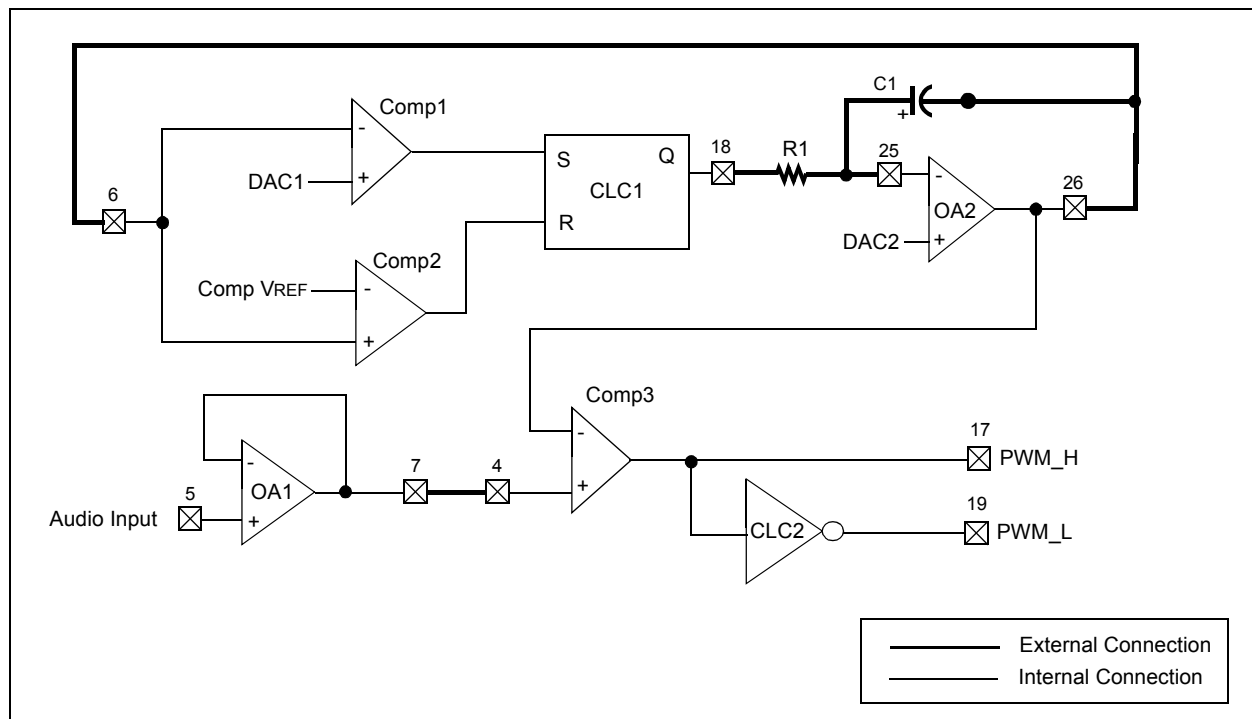 C1
+
Comp1
-
+
DAC1
S
Q
CLC1
R
18
R1
25
-
OA2
+
DAC2
26
6
Comp2
Comp VREF
-
+
Comp3
-
+
-
OA1
+
5
Audio Input
7
4
17
PWM_H
CLC2
19
PWM_L
External Connection
Internal Connection